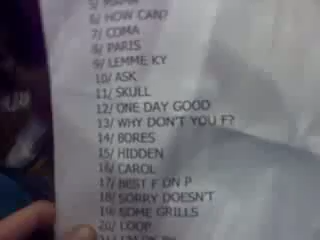 5/ MAMA
6/ HOW CAN?
7/ COMA
8/ PARIS
9/ LEMME KY
10/ ASK
11/ SKULL
12/ ONE DAY GOOD
13/ WHY DON'T YOU F?
14/ BORES
15/ HIDDEN
16/ CAROL
17/ BEST F ON P
18/ SORRY DOESN'T
19/ SOME GRILLS
20/ LOOP